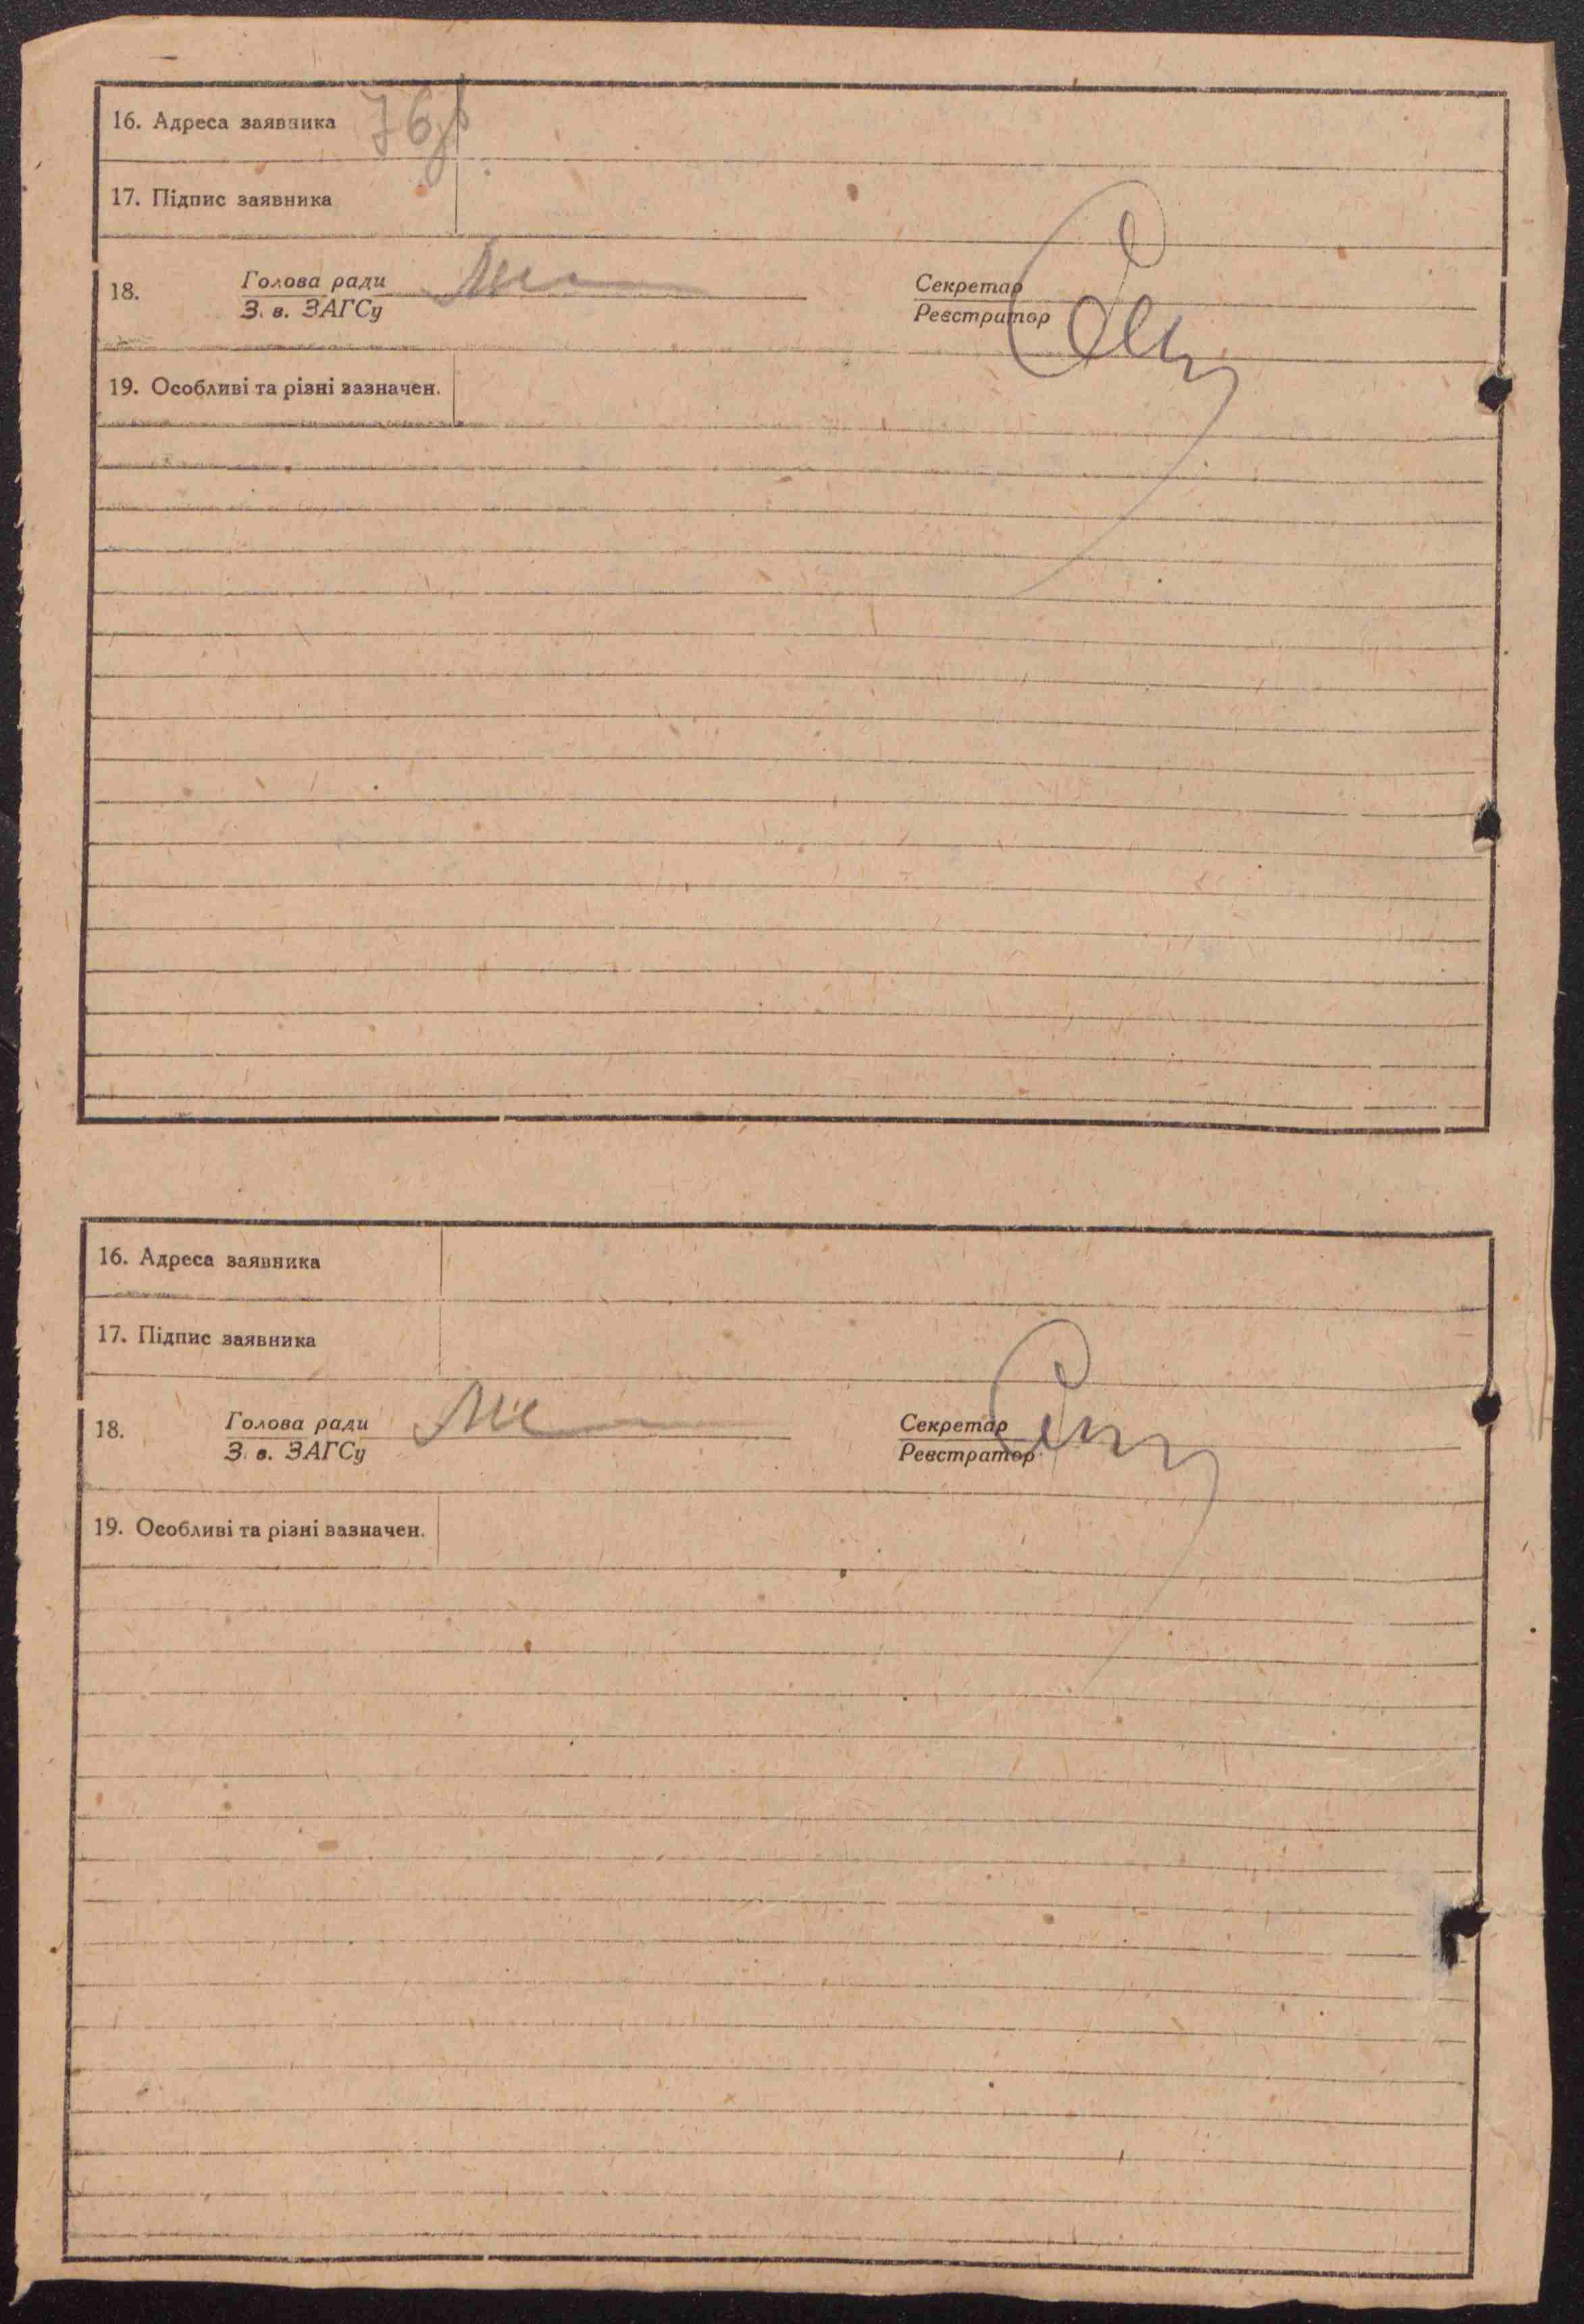 16. Адреса заявника
17. Підпис заявника
18. Голова ради Секретар
З. в. ЗАГСу Реєстратор
19. Особливі та різні зазначен.
16. Адреса заявника
17. Підпис заявника
18. Голова ради Секретар
З. в. ЗАГСу Реєстратор
19. Особливі та різні зазначен.